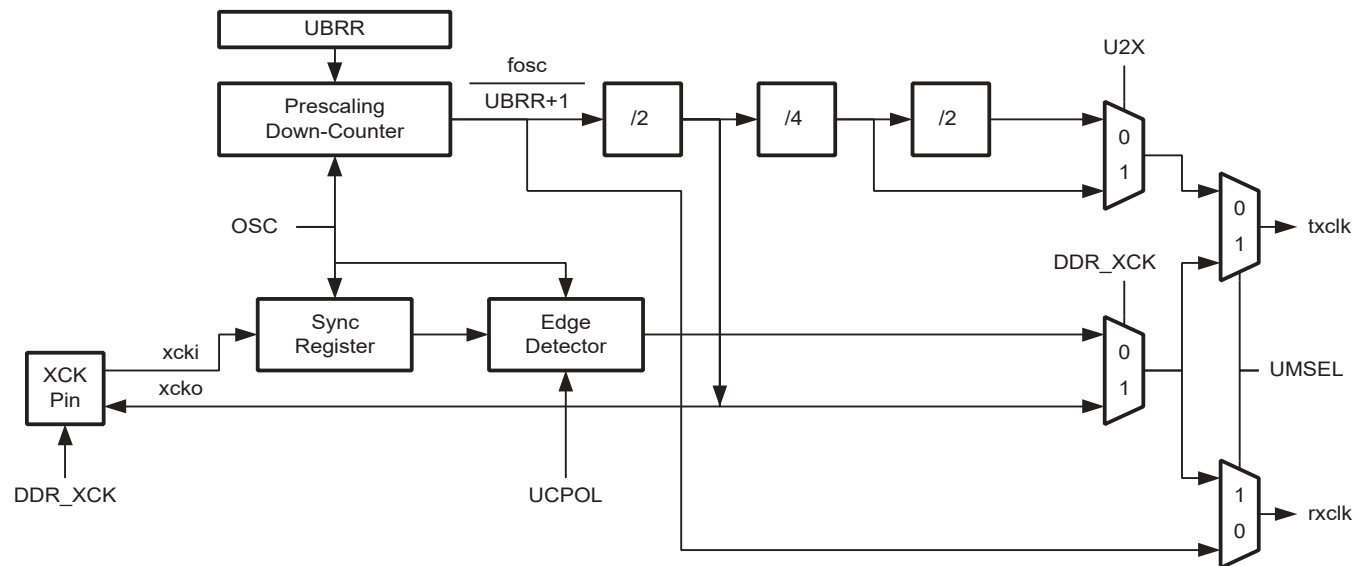 UBRR
U2X
fosc
UBRR+1
Prescaling
Down-Counter
/2
/4
/2
0
1
OSC
0
1
txclk
DDR_XCK
Sync
Register
Edge
Detector
xcki
0
1
UMSEL
XCK
Pin
xcko
DDR_XCK
UCPOL
1
0
rxclk